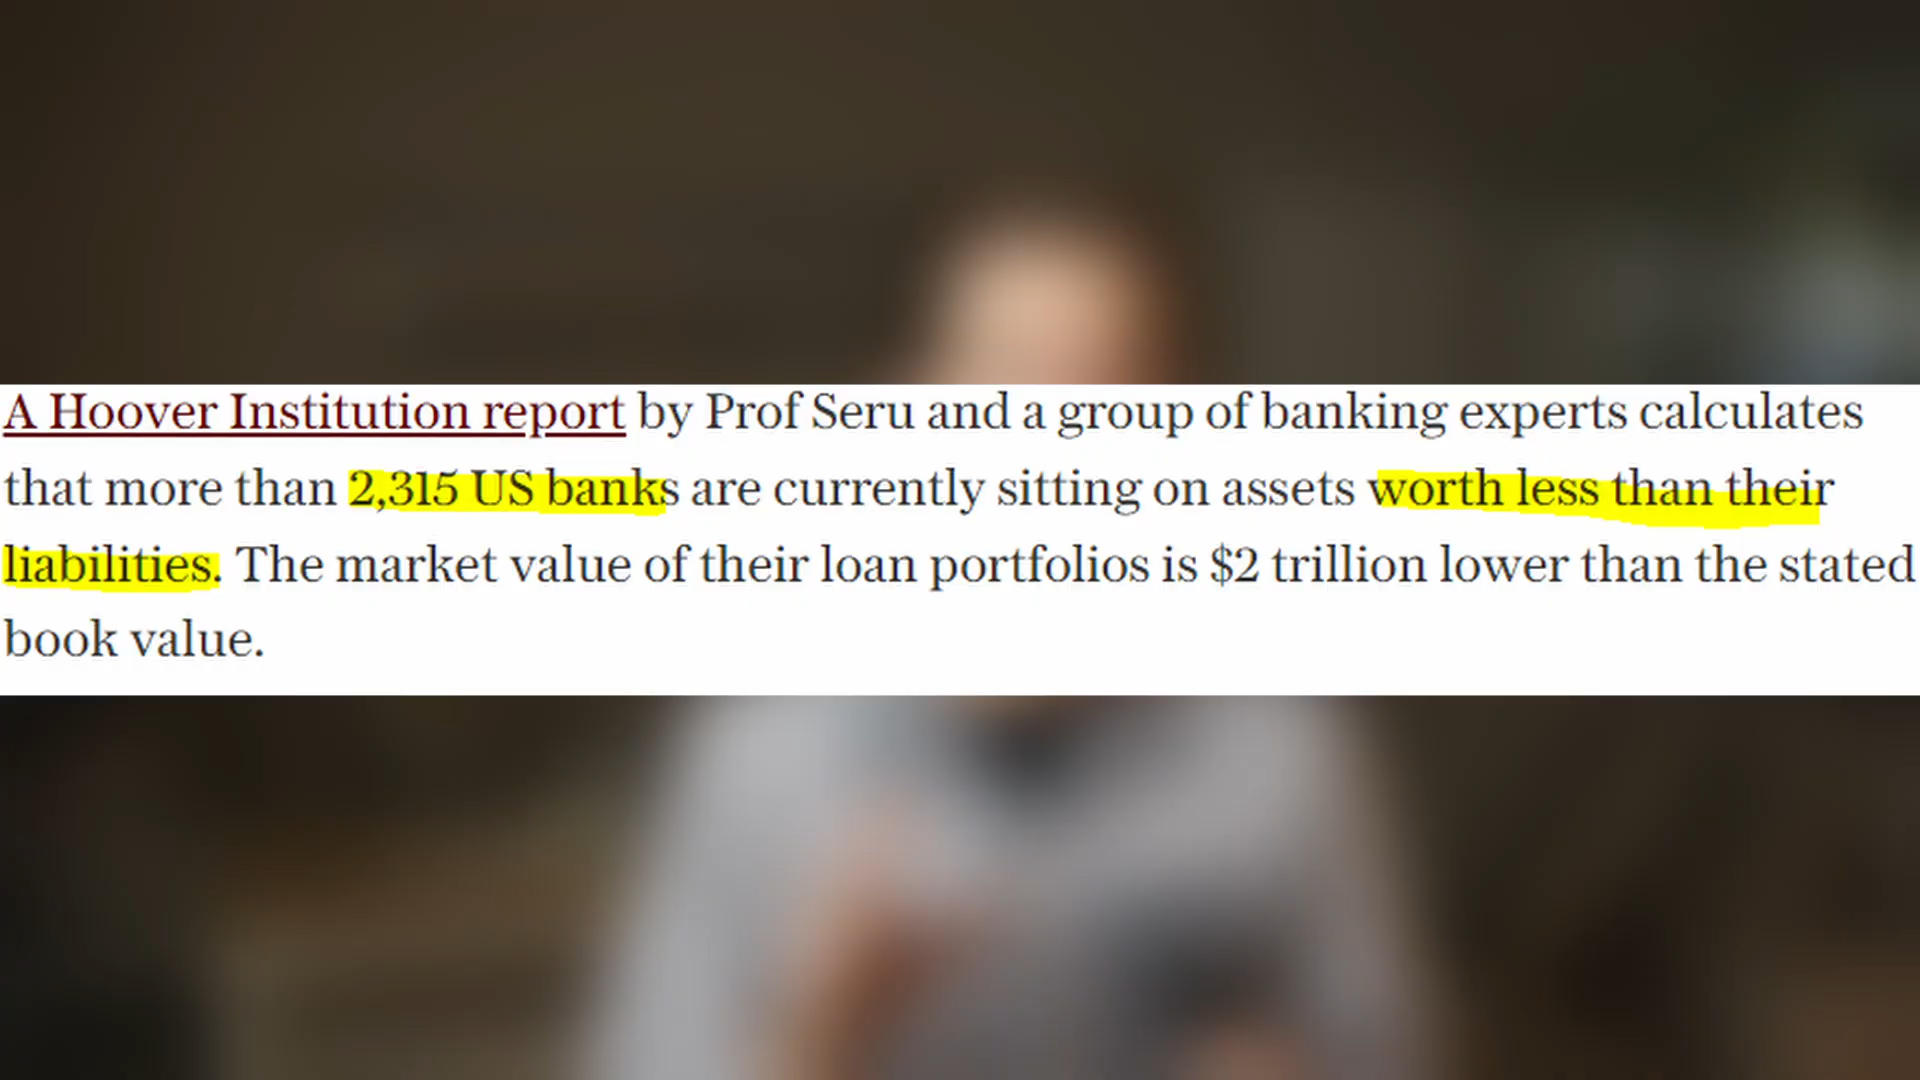 A Hoover Institution report by Prof Seru and a group of banking experts calculates
that more than 2,315 US banks are currently sitting on assets worth less than their
liabilities. The market value of their loan portfolios is $2 trillion lower than the stated
book value.